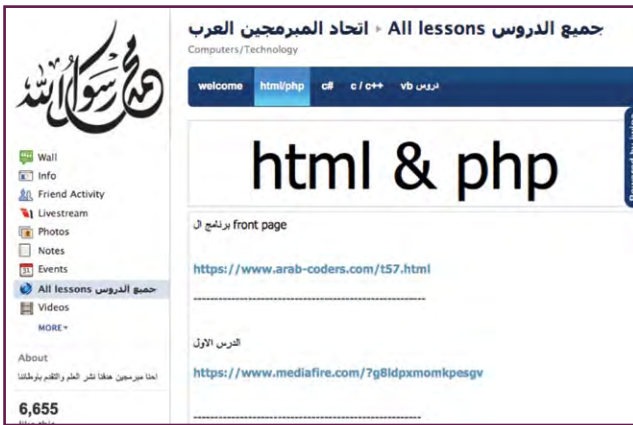 محمد رسول الله
اتحاد المبرمجين العرب ▸ All lessons جميع الدروس
Computers/Technology
welcome html/php c# c / c++ vb دروس
html & php
برنامج ال front page
https://www.arab-coders.com/t57.html
----------------------------------------------------------
الدرس الاول
https://www.mediafire.com/?g8ldpxmomkpesgv
---------------------------------------------------------
Wall
Info
Friend Activity
Livestream
Photos
Notes
Events
All lessons جميع الدروس
Videos
MORE
About
احنا مبرمجين هدفنا نشر العلم والتقدم باوطاننا
6,655